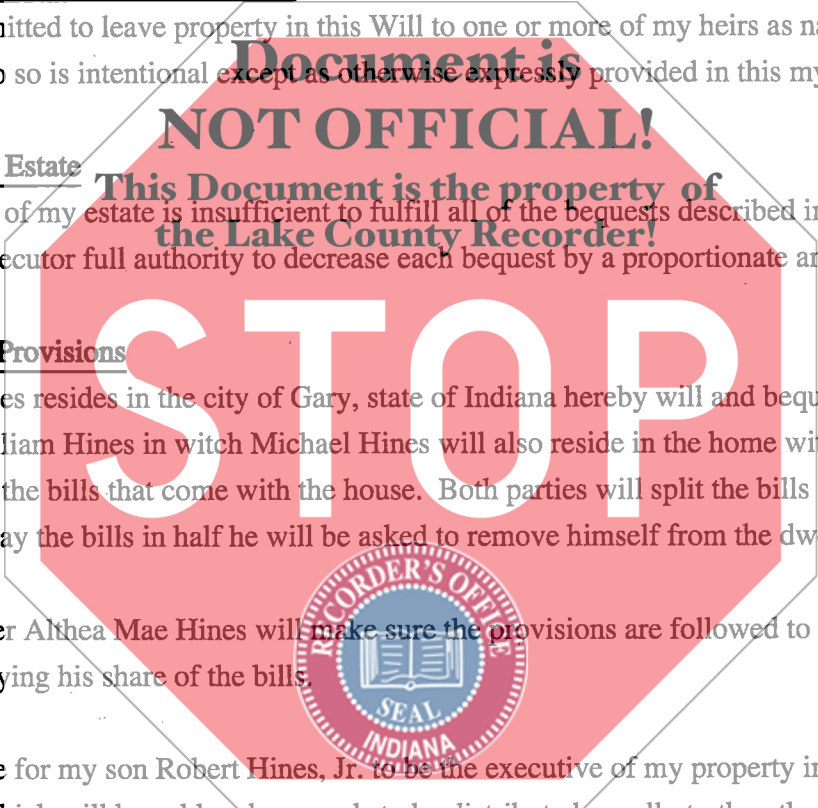 itted to leave property in this Will to one or more of my heirs as
Document is
so is intentional except as otherwise expressly provided in this my
NOT OFFICIAL!
Estate
This Document is the property of
of my estate is insufficient to fulfill all of the bequests described in
the Lake County Recorder!
ecutor full authority to decrease each bequest by a proportionate
STOP
Provisions
es resides in the city of Gary, state of Indiana hereby will and bequ
liam Hines in witch Michael Hines will also reside in the home wi
the bills that come with the house. Both parties will split the bills
ay the bills in half he will be asked to remove himself from the dw
RECORDER'S OFFICE
er Althea Mae Hines will make sure the provisions are followed to
ying his share of the bills.
SEAL
INDIANA
e for my son Robert Hines, Jr. to be the executive of my property in